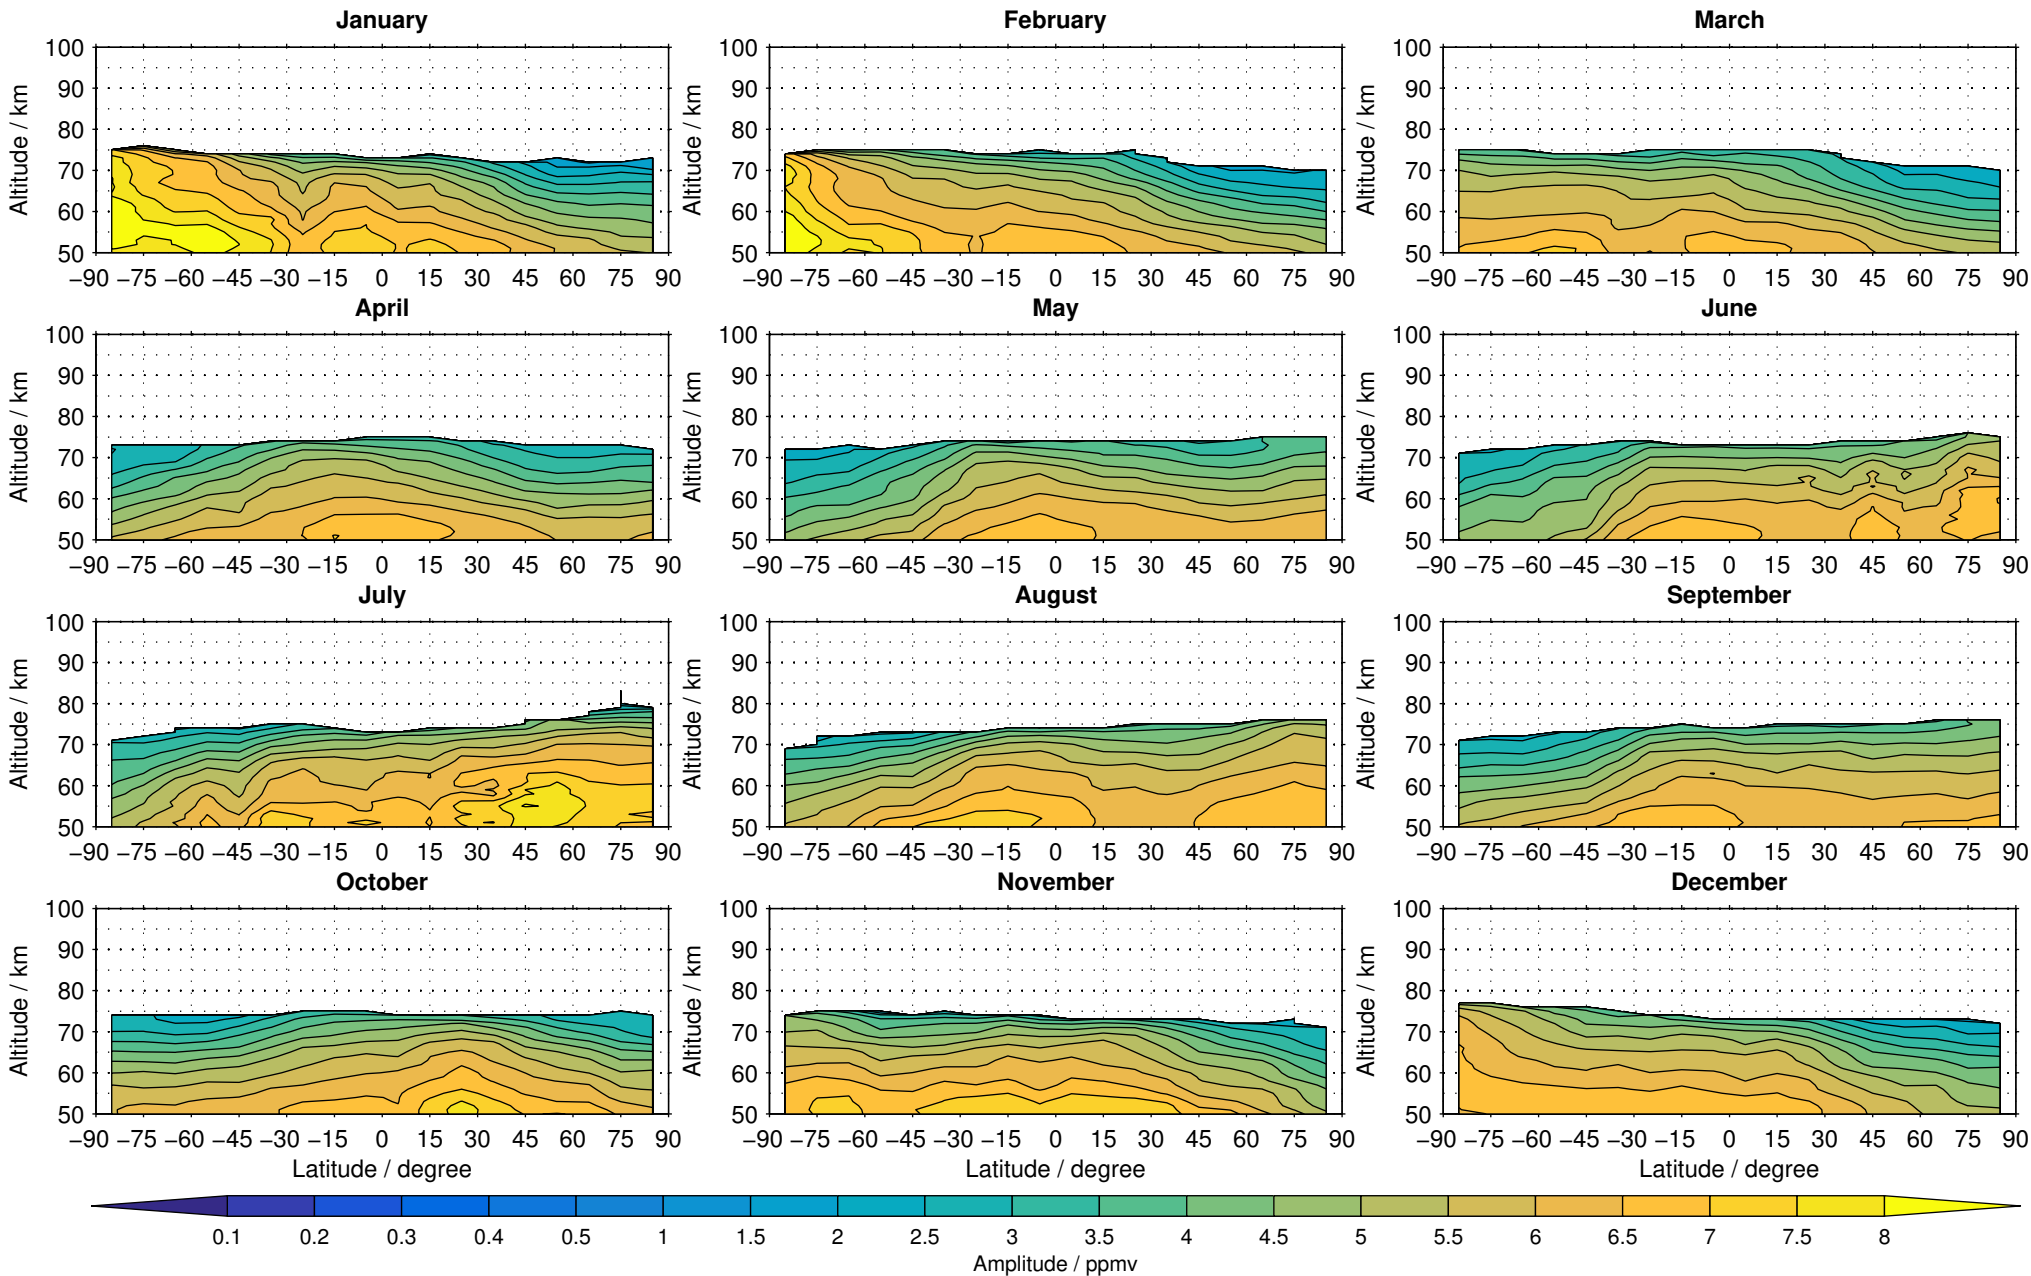 January February March
100 100 100
90 90 90
80 80 80
70 70 70
60 60 60
50 50 50
Altitude / km Altitude / km Altitude / km
−90 −75 −60 −45 −30 −15 0 15 30 45 60 75 90 −90 −75 −60 −45 −30 −15 0 15 30 45 60 75 90 −90 −75 −60 −45 −30 −15 0 15 30 45 60 75 90
April May June
100 100 100
90 90 90
80 80 80
70 70 70
60 60 60
50 50 50
Altitude / km Altitude / km Altitude / km
−90 −75 −60 −45 −30 −15 0 15 30 45 60 75 90 −90 −75 −60 −45 −30 −15 0 15 30 45 60 75 90 −90 −75 −60 −45 −30 −15 0 15 30 45 60 75 90
July August September
100 100 100
90 90 90
80 80 80
70 70 70
60 60 60
50 50 50
Altitude / km Altitude / km Altitude / km
−90 −75 −60 −45 −30 −15 0 15 30 45 60 75 90 −90 −75 −60 −45 −30 −15 0 15 30 45 60 75 90 −90 −75 −60 −45 −30 −15 0 15 30 45 60 75 90
October November December
100 100 100
90 90 90
80 80 80
70 70 70
60 60 60
50 50 50
Altitude / km Altitude / km Altitude / km
−90 −75 −60 −45 −30 −15 0 15 30 45 60 75 90 −90 −75 −60 −45 −30 −15 0 15 30 45 60 75 90 −90 −75 −60 −45 −30 −15 0 15 30 45 60 75 90
Latitude / degree Latitude / degree Latitude / degree
0.1 0.2 0.3 0.4 0.5 1 1.5 2 2.5 3 3.5 4 4.5 5 5.5 6 6.5 7 7.5 8
Amplitude / ppmv